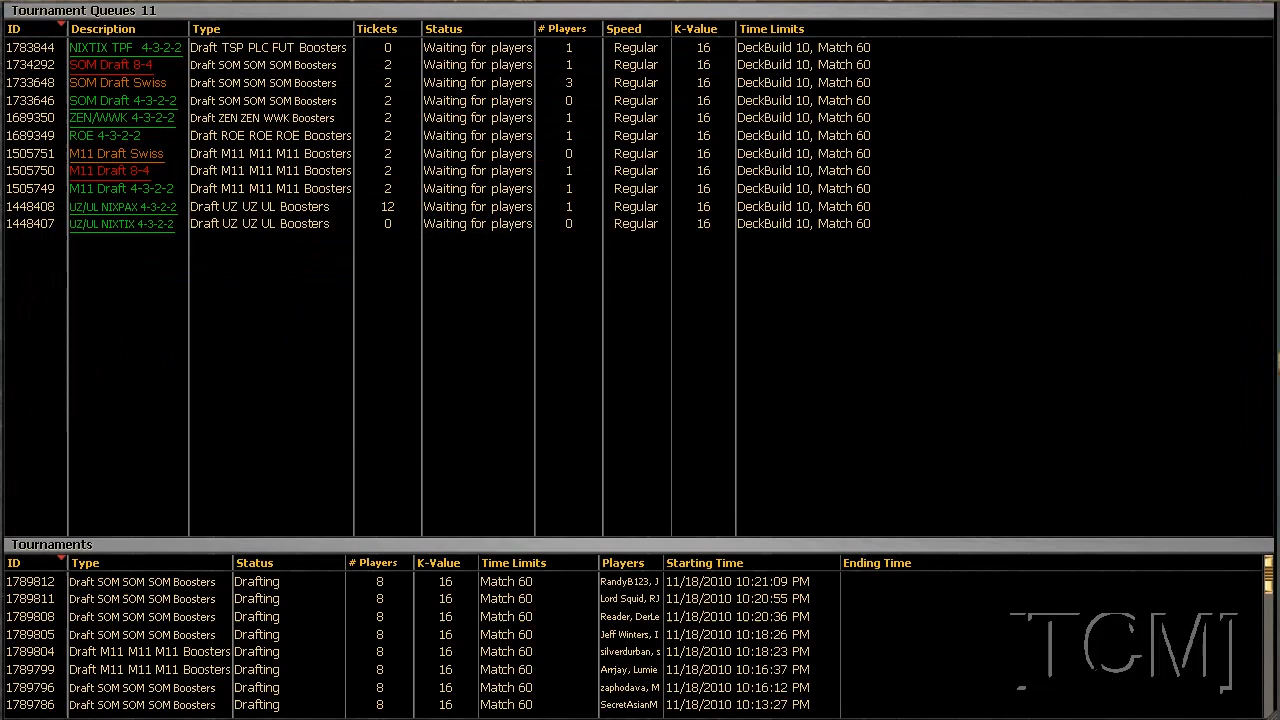 Tournament Queues 11
ID Description Type Tickets Status # Players Speed K-Value Time Limits
1783844 NIXTIX TPF 4-3-2-2 Draft TSP PLC FUT Boosters 0 Waiting for players 1 Regular 16 DeckBuild 10, Match 60
1734292 SOM Draft 8-4 Draft SOM SOM SOM Boosters 2 Waiting for players 1 Regular 16 DeckBuild 10, Match 60
1733648 SOM Draft Swiss Draft SOM SOM SOM Boosters 2 Waiting for players 3 Regular 16 DeckBuild 10, Match 60
1733646 SOM Draft 4-3-2-2 Draft SOM SOM SOM Boosters 2 Waiting for players 0 Regular 16 DeckBuild 10, Match 60
1689350 ZEN/WWK 4-3-2-2 Draft ZEN ZEN WWK Boosters 2 Waiting for players 1 Regular 16 DeckBuild 10, Match 60
1689349 ROE 4-3-2-2 Draft ROE ROE ROE Boosters 2 Waiting for players 1 Regular 16 DeckBuild 10, Match 60
1505751 M11 Draft Swiss Draft M11 M11 M11 Boosters 2 Waiting for players 0 Regular 16 DeckBuild 10, Match 60
1505750 M11 Draft 8-4 Draft M11 M11 M11 Boosters 2 Waiting for players 1 Regular 16 DeckBuild 10, Match 60
1505749 M11 Draft 4-3-2-2 Draft M11 M11 M11 Boosters 2 Waiting for players 1 Regular 16 DeckBuild 10, Match 60
1448408 UZ/UL NIXPAX 4-3-2-2 Draft UZ UZ UL Boosters 12 Waiting for players 1 Regular 16 DeckBuild 10, Match 60
1448407 UZ/UL NIXTIX 4-3-2-2 Draft UZ UZ UL Boosters 0 Waiting for players 0 Regular 16 DeckBuild 10, Match 60
Tournaments
ID Type Status # Players K-Value Time Limits Players Starting Time Ending Time
1789812 Draft SOM SOM SOM Boosters Drafting 8 16 Match 60 RandyB123, J 11/18/2010 10:21:09 PM
1789811 Draft SOM SOM SOM Boosters Drafting 8 16 Match 60 Lord Squid, RJ 11/18/2010 10:20:55 PM
1789808 Draft SOM SOM SOM Boosters Drafting 8 16 Match 60 Reader, DerLe 11/18/2010 10:20:36 PM
1789805 Draft SOM SOM SOM Boosters Drafting 8 16 Match 60 Jeff Winters, I 11/18/2010 10:18:26 PM
1789804 Draft M11 M11 M11 Boosters Drafting 8 16 Match 60 silverdurban, s 11/18/2010 10:18:23 PM
1789799 Draft M11 M11 M11 Boosters Drafting 8 16 Match 60 Arrjay, Lumie 11/18/2010 10:16:37 PM
1789796 Draft SOM SOM SOM Boosters Drafting 8 16 Match 60 zaphodava, M 11/18/2010 10:16:12 PM
1789786 Draft SOM SOM SOM Boosters Drafting 8 16 Match 60 SecretAsianM 11/18/2010 10:13:27 PM
]TCM[